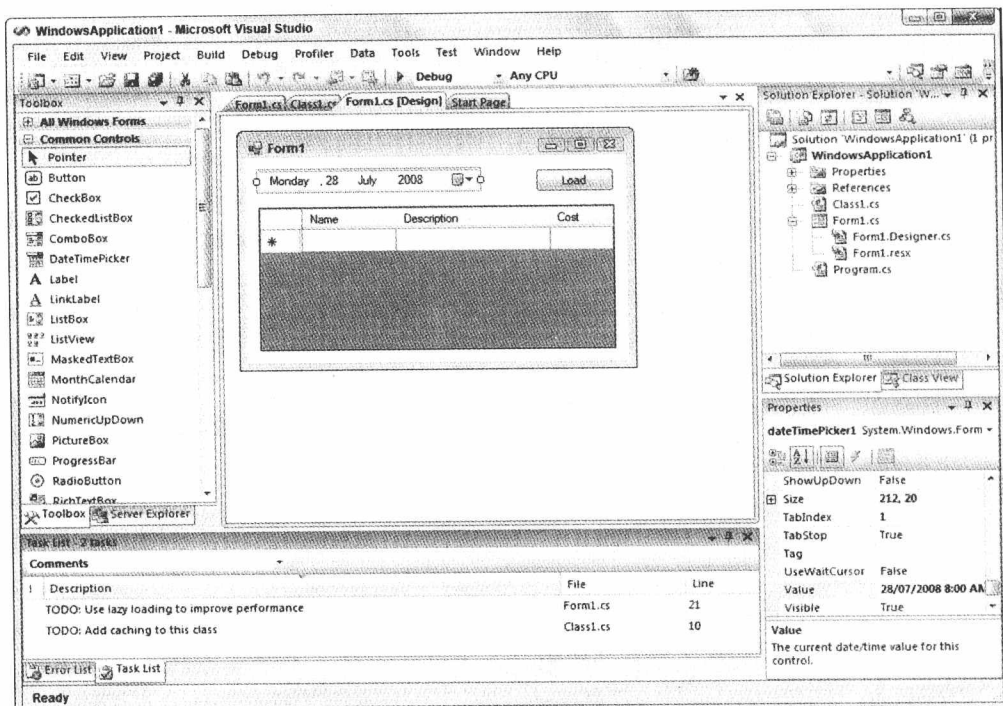 WindowsApplication1 - Microsoft Visual Studio
File Edit View Project Build Debug Profiler Data Tools Test Window Help
Debug Any CPU
Toolbox
All Windows Forms
Common Controls
Pointer
Button
CheckBox
CheckedListBox
ComboBox
DateTimePicker
Label
LinkLabel
ListBox
ListView
MaskedTextBox
MonthCalendar
NotifyIcon
NumericUpDown
PictureBox
ProgressBar
RadioButton
RichTextBox
Toolbox Server Explorer
Form1.cs Class1.cs Form1.cs [Design] Start Page
Form1
Monday , 28 July 2008
Load
Name Description Cost
Solution Explorer - Solution 'W...
Solution 'WindowsApplication1' (1 pr
WindowsApplication1
Properties
References
Class1.cs
Form1.cs
Form1.Designer.cs
Form1.resx
Program.cs
Solution Explorer Class View
Properties
dateTimePicker1 System.Windows.Form
ShowUpDown False
Size 212, 20
TabIndex 1
TabStop True
Tag
UseWaitCursor False
Value 28/07/2008 8:00 AM
Visible True
Value
The current date/time value for this
control.
Task List - 2 tasks
Comments
! Description File Line
TODO: Use lazy loading to improve performance Form1.cs 21
TODO: Add caching to this class Class1.cs 10
Error List Task List
Ready